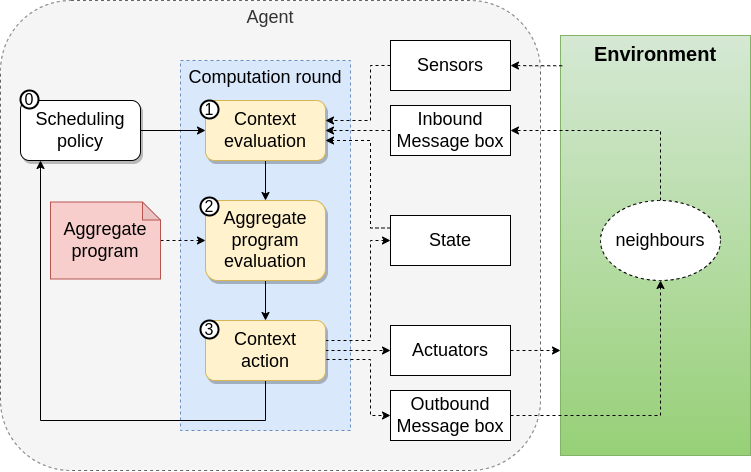 Agent
Environment
Computation round
Sensors
0
Scheduling
policy
1
Context
evaluation
Inbound
Message box
2
Aggregate
program
evaluation
Aggregate
program
State
neighbours
3
Context
action
Actuators
Outbound
Message box